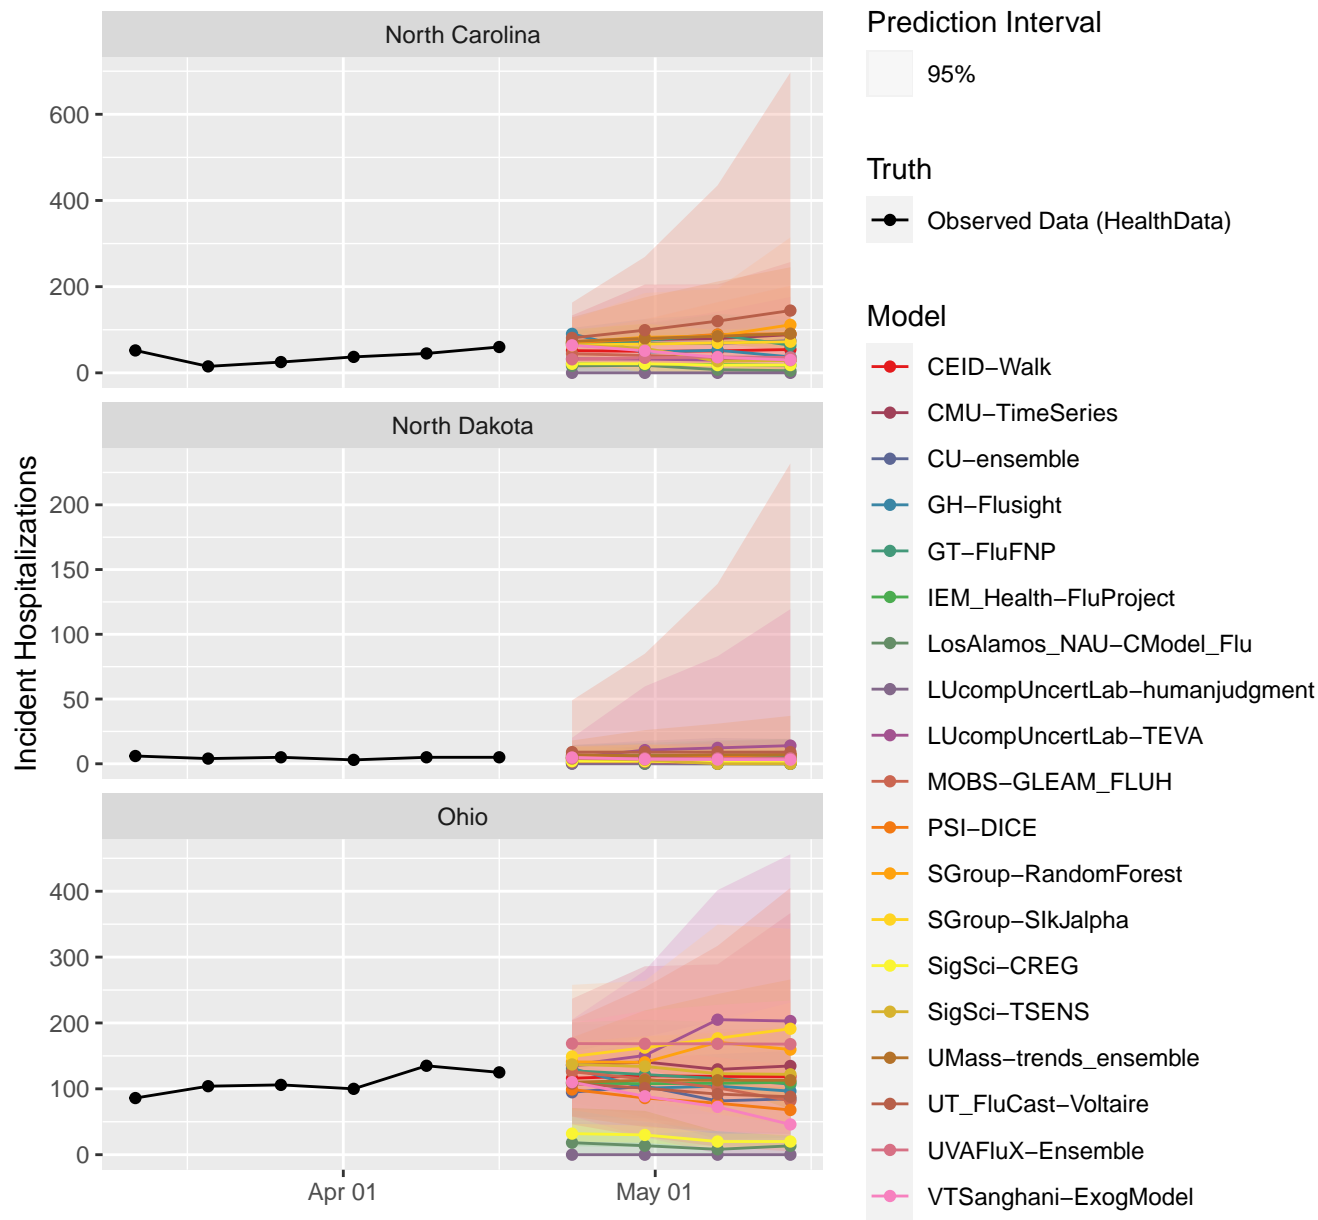 North Carolina
600
400
200
0
North Dakota
200
150
100
50
0
Ohio
400
300
200
100
0
Apr 01
May 01
Incident Hospitalizations
Prediction Interval
95%
Truth
Observed Data (HealthData)
Model
CEID−Walk
CMU−TimeSeries
CU−ensemble
GH−Flusight
GT−FluFNP
IEM_Health−FluProject
LosAlamos_NAU−CModel_Flu
LUcompUncertLab−humanjudgment
LUcompUncertLab−TEVA
MOBS−GLEAM_FLUH
PSI−DICE
SGroup−RandomForest
SGroup−SIkJalpha
SigSci−CREG
SigSci−TSENS
UMass−trends_ensemble
UT_FluCast−Voltaire
UVAFluX−Ensemble
VTSanghani−ExogModel